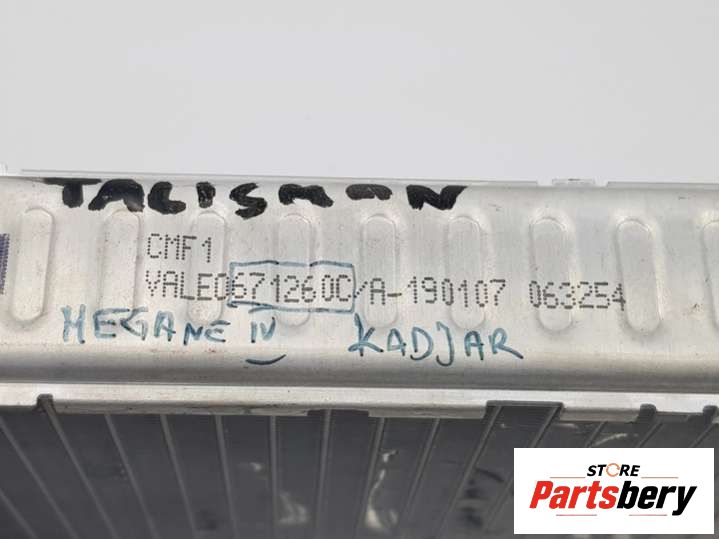 TALISMAN
CMF1
VALEO671260C/A-190107 063254
MEGANE IV KADJAR
STORE
Partsbery